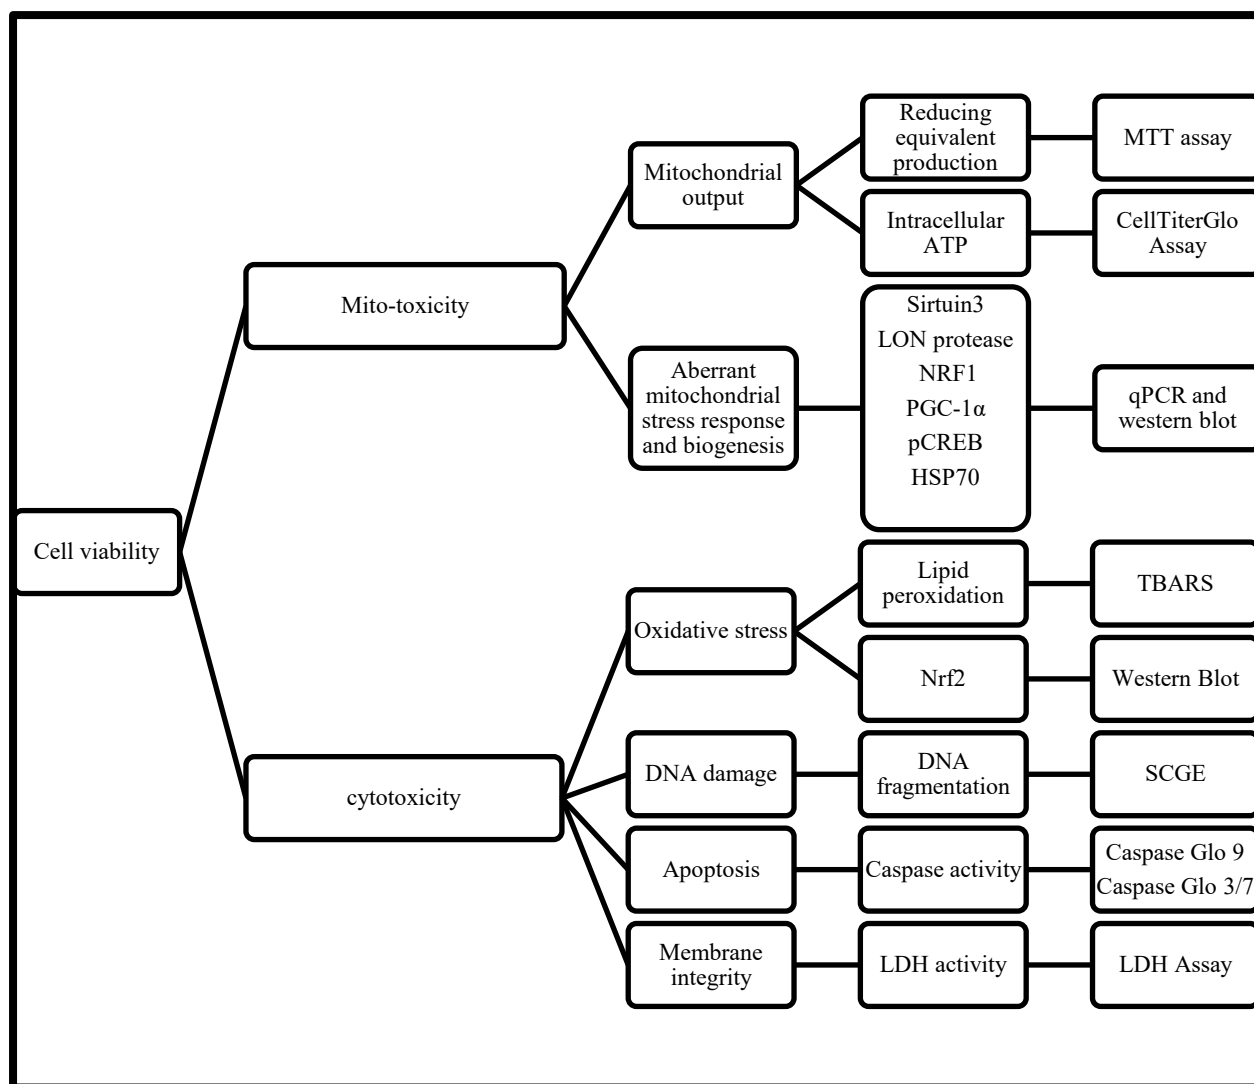 Cell viability
Mito-toxicity
Mitochondrial
output
Reducing
equivalent
production
MTT assay
Intracellular
ATP
CellTiterGlo
Assay
Aberrant
mitochondrial
stress response
and biogenesis
Sirtuin3
LON protease
NRF1
PGC-1α
pCREB
HSP70
qPCR and
western blot
cytotoxicity
Oxidative stress
Lipid
peroxidation
TBARS
Nrf2
Western Blot
DNA damage
DNA
fragmentation
SCGE
Apoptosis
Caspase activity
Caspase Glo 9
Caspase Glo 3/7
Membrane
integrity
LDH activity
LDH Assay